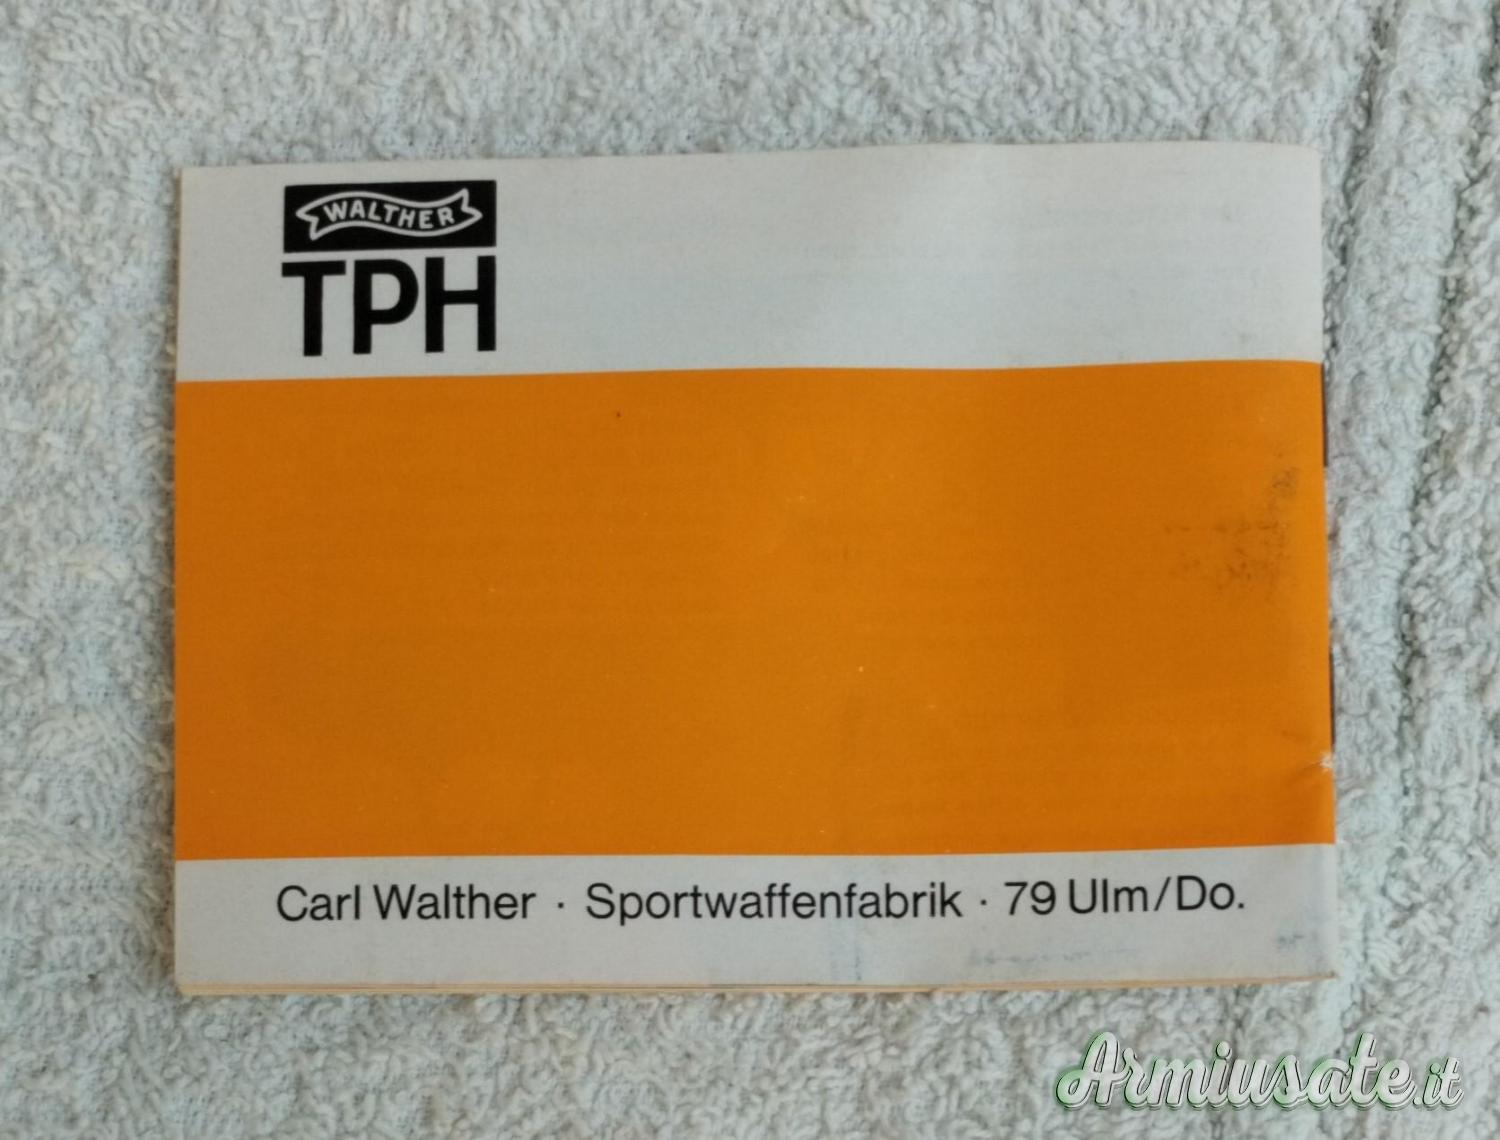 WALTHER
TPH
Carl Walther · Sportwaffenfabrik · 79 Ulm/Do.
Armiusate.it